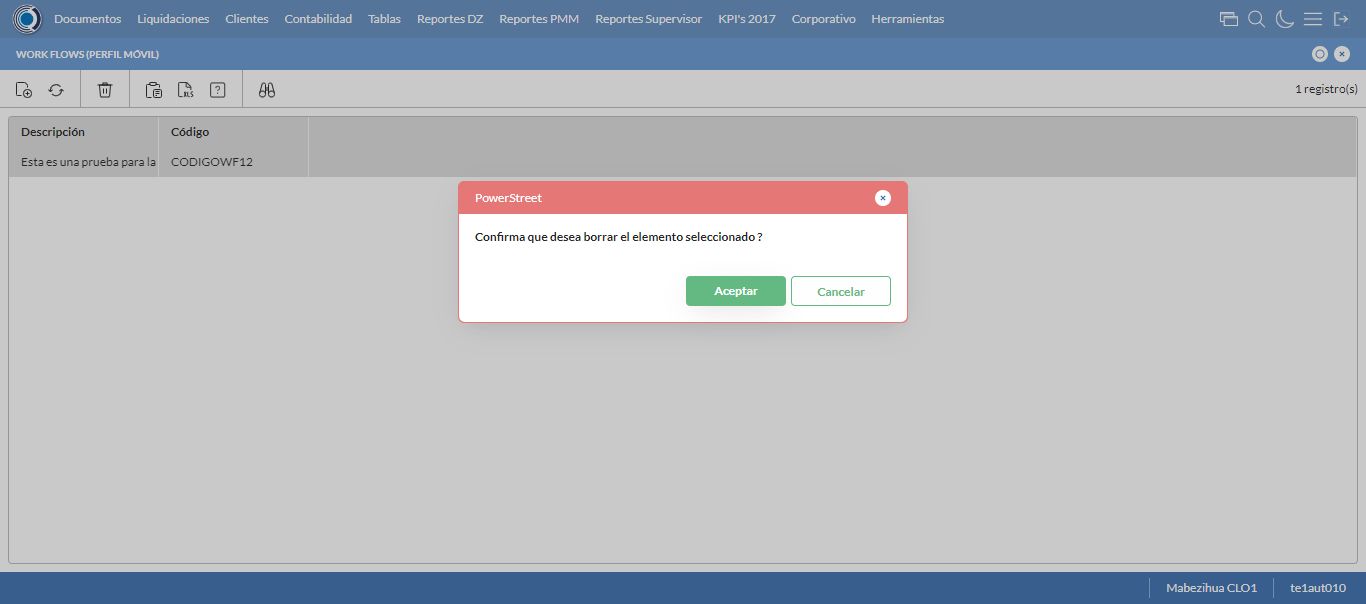 Documentos Liquidaciones Clientes Contabilidad Tablas Reportes DZ Reportes PMM Reportes Supervisor KPI's 2017 Corporativo Herramientas
WORK FLOWS (PERFIL MÓVIL)
XLS ? 1 registro(s)
Descripción Código
Esta es una prueba para la CODIGOWF12
PowerStreet
Confirma que desea borrar el elemento seleccionado ?
Aceptar Cancelar
Mabezihua CLO1 te1aut010